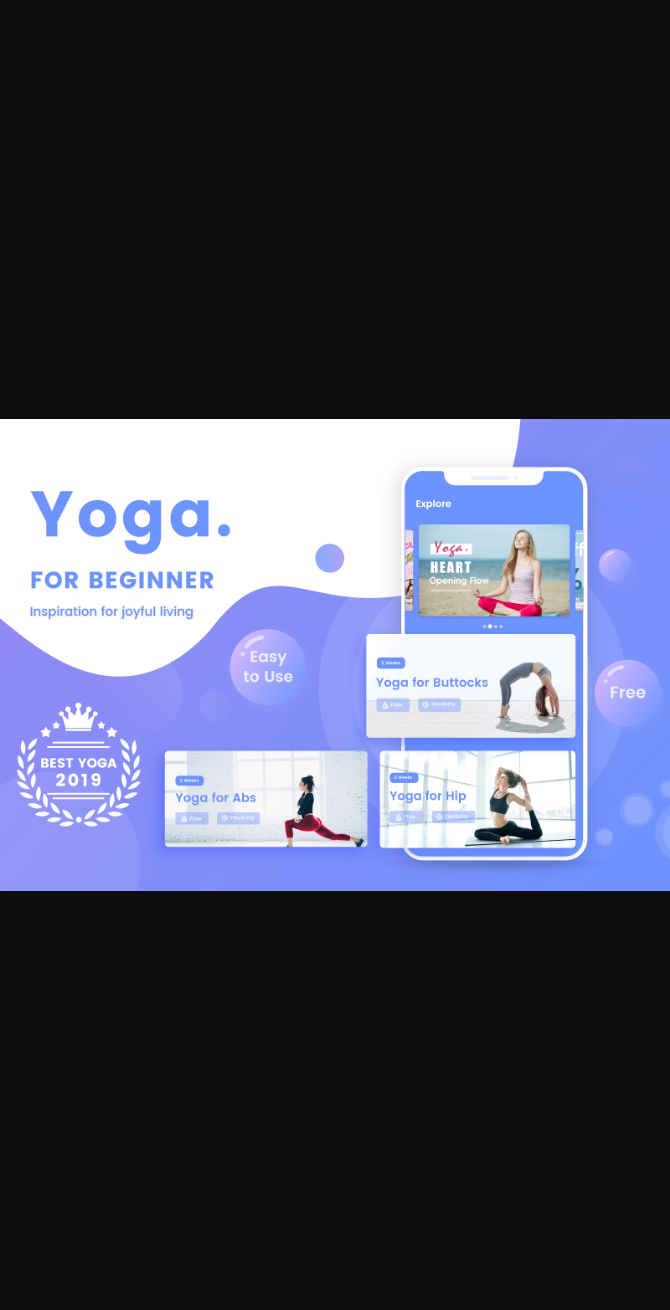 Yoga.
FOR BEGINNER
Inspiration for joyful living
Easy
to Use
BEST YOGA
2019
Explore
Yoga.
HEART
Opening Flow
2 Weeks
Yoga for Buttocks
Flow
Flexibility
Free
2 Weeks
Yoga for Abs
Flow
Flexibility
2 Weeks
Yoga for Hip
Flow
Flexibility